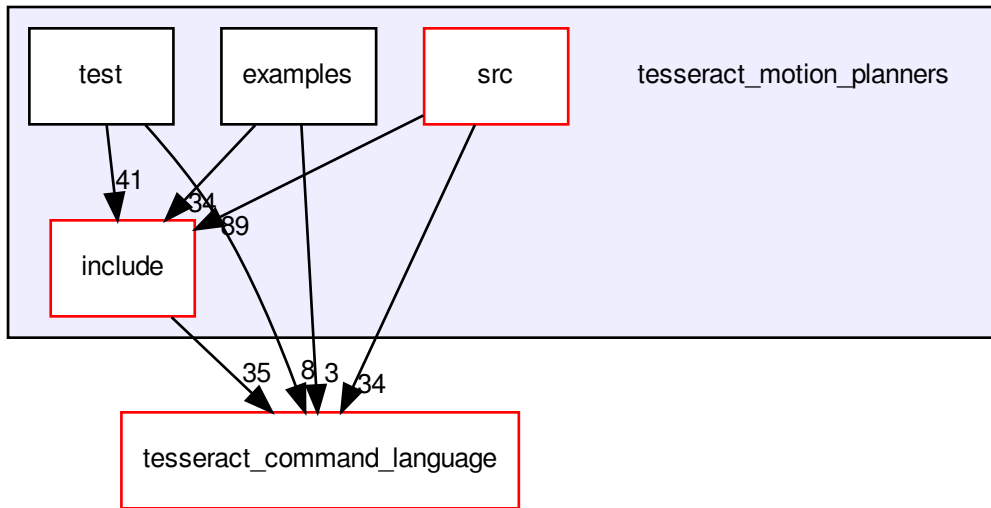 test
examples
src
tesseract_motion_planners
41
34
89
include
35
8
3
34
tesseract_command_language